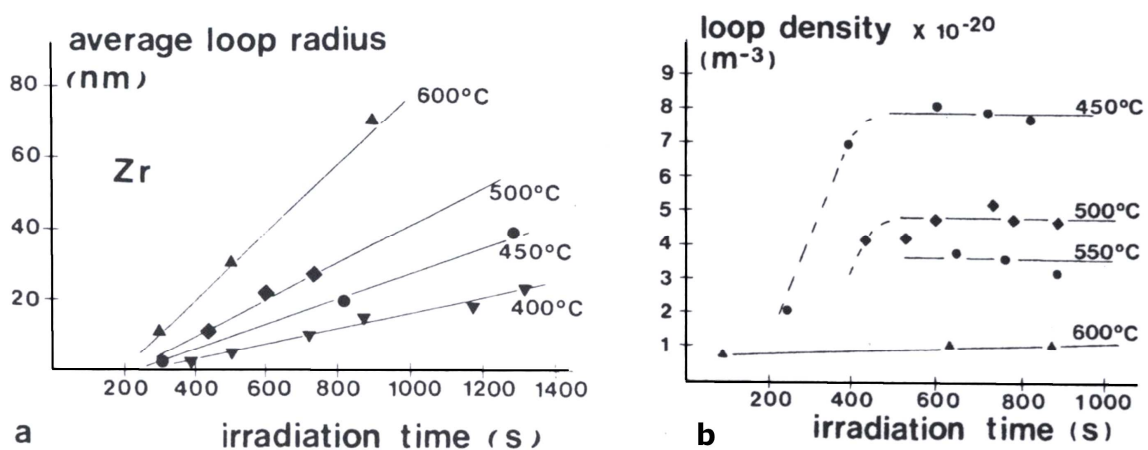 average loop radius
(nm)
80
60
40
20
Zr
600°C
500°C
450°C
400°C
200 400 600 800 1000 1200 1400
irradiation time (s)
a
loop density x 10-20
(m-3)
9
8
7
6
5
4
3
2
1
450°C
500°C
550°C
600°C
200 400 600 800 1000
irradiation time (s)
b